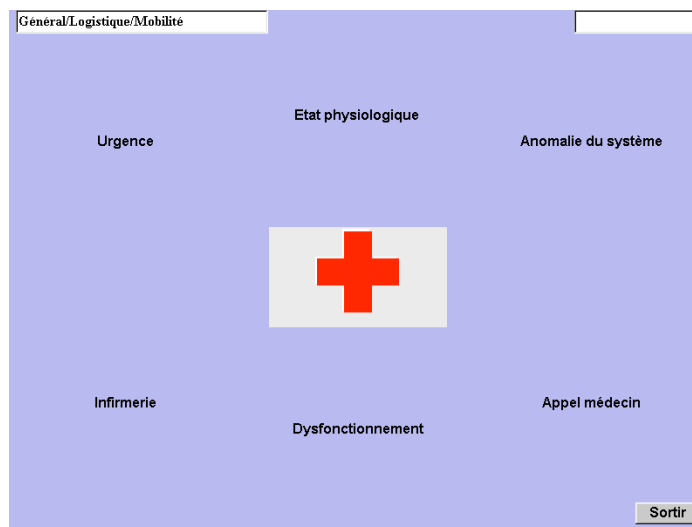 Général/Logistique/Mobilité
Etat physiologique
Urgence
Anomalie du système
Infirmerie
Appel médecin
Dysfonctionnement
Sortir